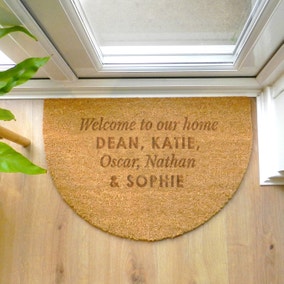 Welcome to our home
DEAN, KATIE,
Oscar, Nathan
& SOPHIE